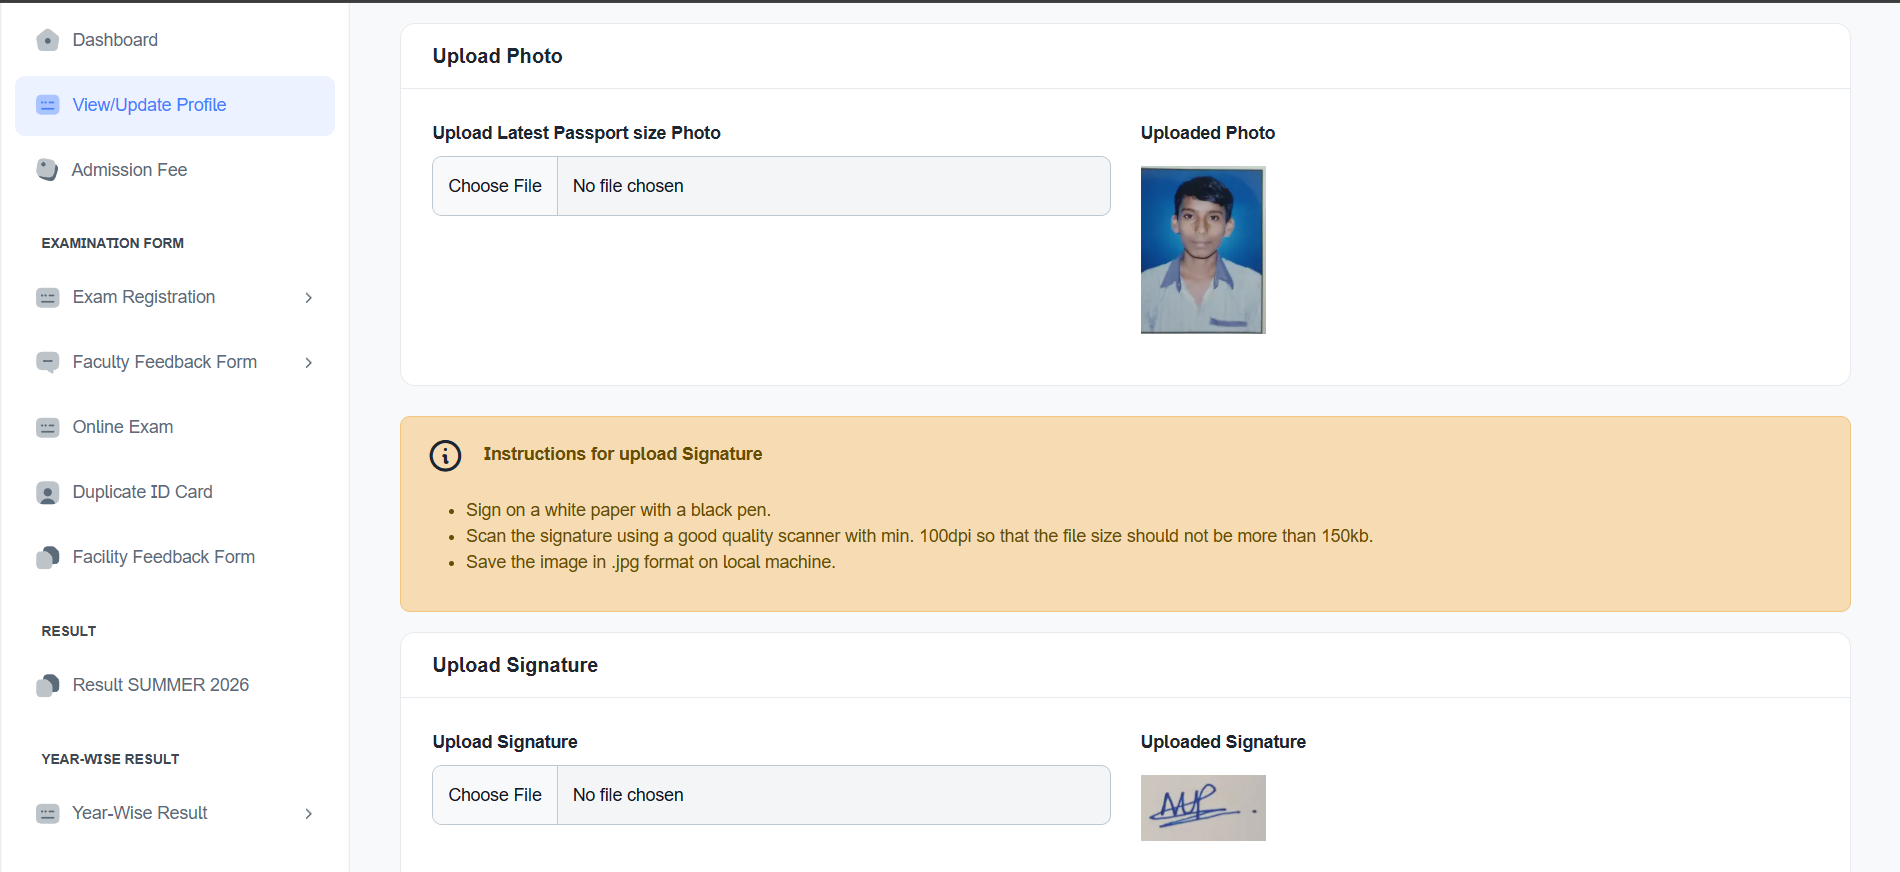 Dashboard
View/Update Profile
Admission Fee
EXAMINATION FORM
Exam Registration
Faculty Feedback Form
Online Exam
Duplicate ID Card
Facility Feedback Form
RESULT
Result SUMMER 2026
YEAR-WISE RESULT
Year-Wise Result
Upload Photo
Upload Latest Passport size Photo
Choose File No file chosen
Uploaded Photo
Instructions for upload Signature
Sign on a white paper with a black pen.
Scan the signature using a good quality scanner with min. 100dpi so that the file size should not be more than 150kb.
Save the image in .jpg format on local machine.
Upload Signature
Upload Signature
Choose File No file chosen
Uploaded Signature